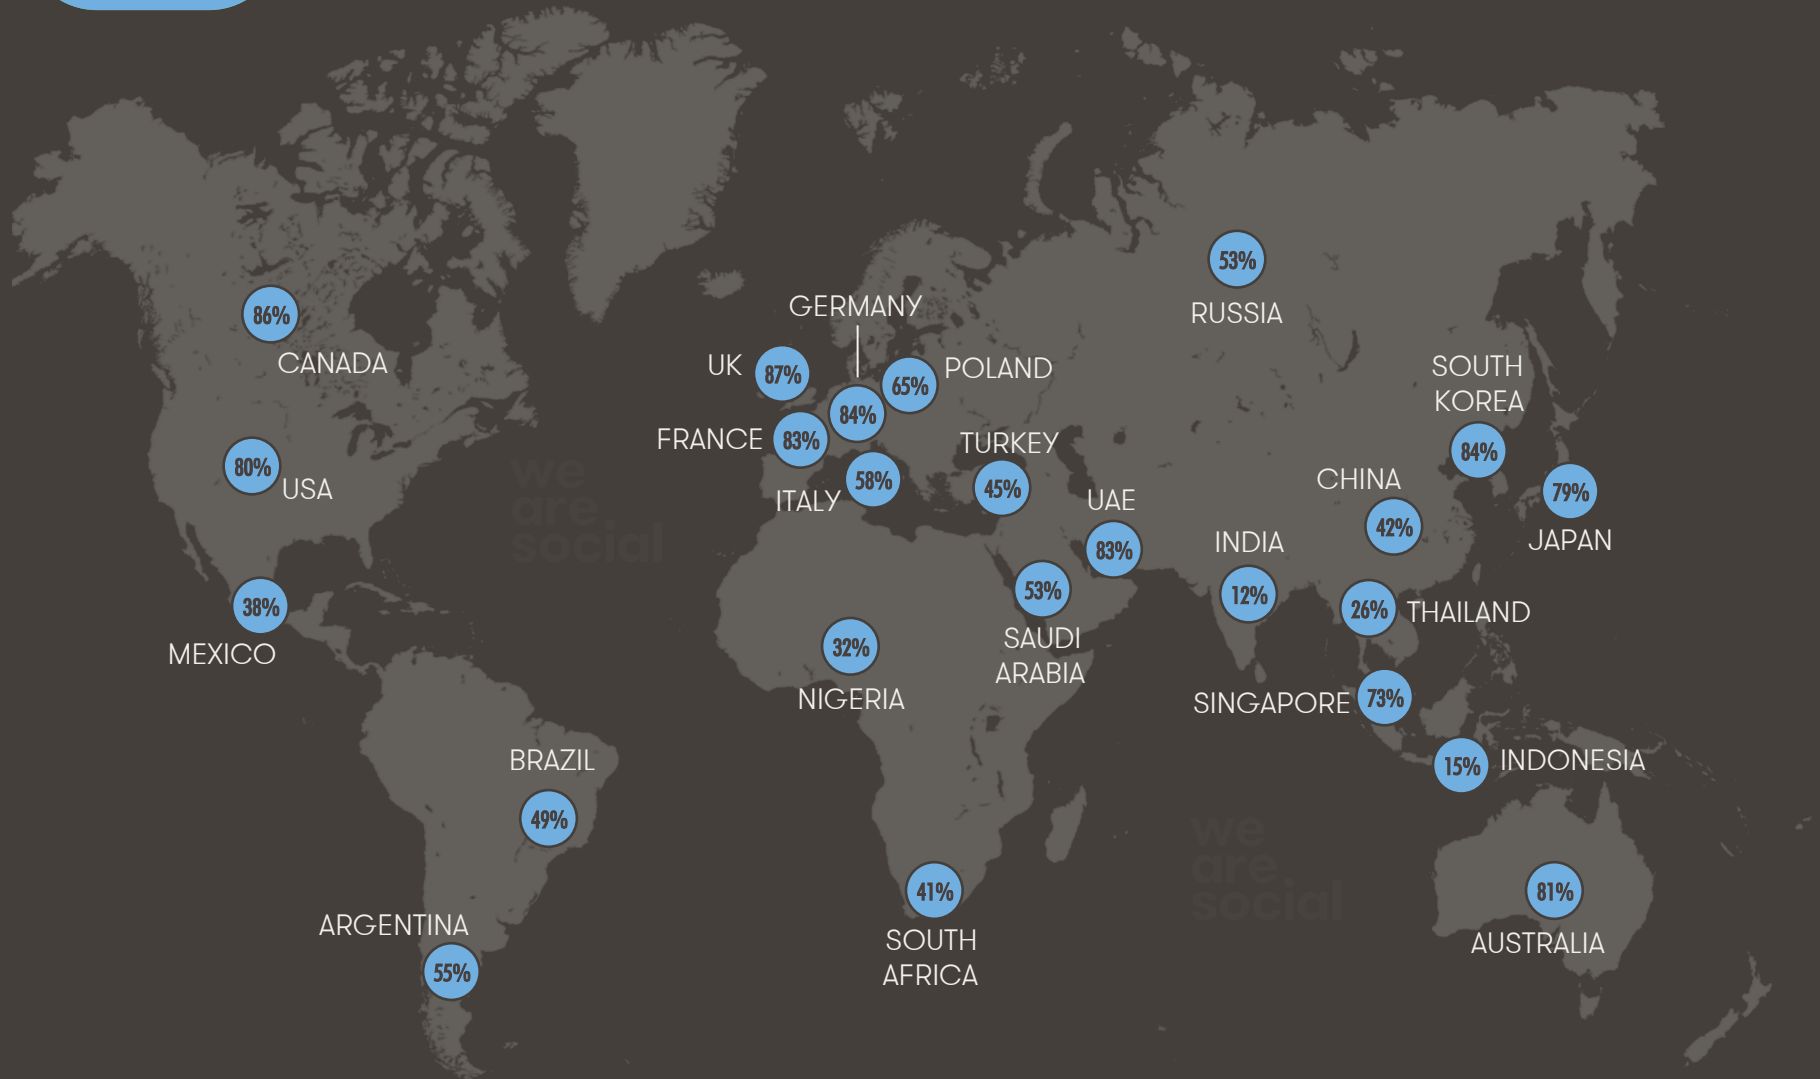 53%
RUSSIA
GERMANY
86%
CANADA
UK
87%
65%
POLAND
84%
FRANCE
83%
SOUTH
KOREA
84%
80%
USA
TURKEY
45%
58%
ITALY
UAE
83%
CHINA
42%
79%
JAPAN
we
are
social
INDIA
12%
38%
MEXICO
53%
SAUDI
ARABIA
26%
THAILAND
32%
NIGERIA
SINGAPORE
73%
BRAZIL
49%
15%
INDONESIA
we
are
social
41%
SOUTH
AFRICA
81%
AUSTRALIA
ARGENTINA
55%